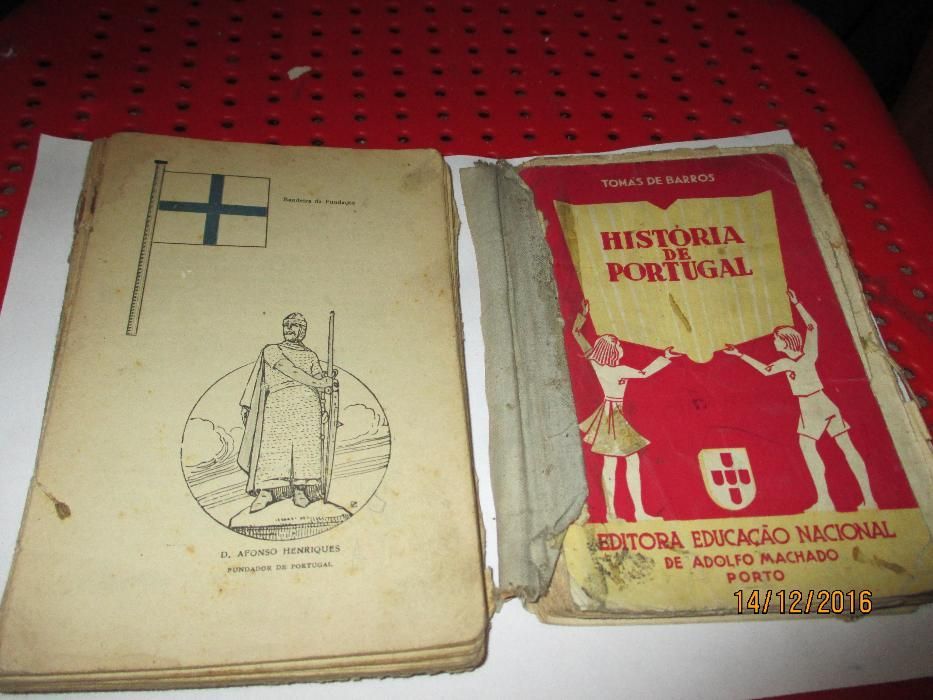 Bandeira da Fundação
D. AFONSO HENRIQUES
FUNDADOR DE PORTUGAL
TOMÁS DE BARROS
HISTÓRIA
DE
PORTUGAL
EDITORA EDUCAÇÃO NACIONAL
DE ADOLFO MACHADO
PORTO
14/12/2016